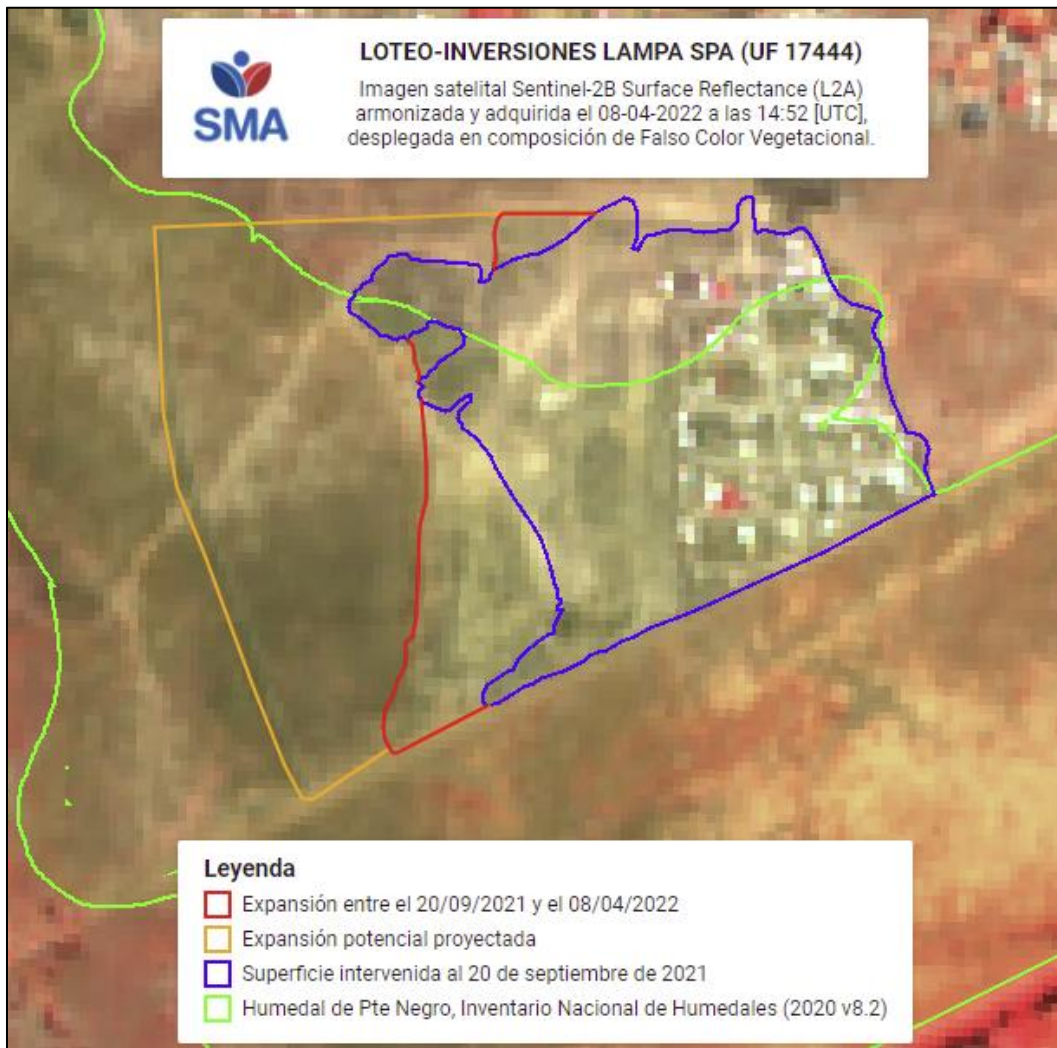 SMA
LOTEO-INVERSIONES LAMPA SPA (UF 17444)
Imagen satelital Sentinel-2B Surface Reflectance (L2A)
armonizada y adquirida el 08-04-2022 a las 14:52 [UTC],
desplegada en composición de Falso Color Vegetacional.
Leyenda
Expansión entre el 20/09/2021 y el 08/04/2022
Expansión potencial proyectada
Superficie intervenida al 20 de septiembre de 2021
Humedal de Pte Negro, Inventario Nacional de Humedales (2020 v8.2)